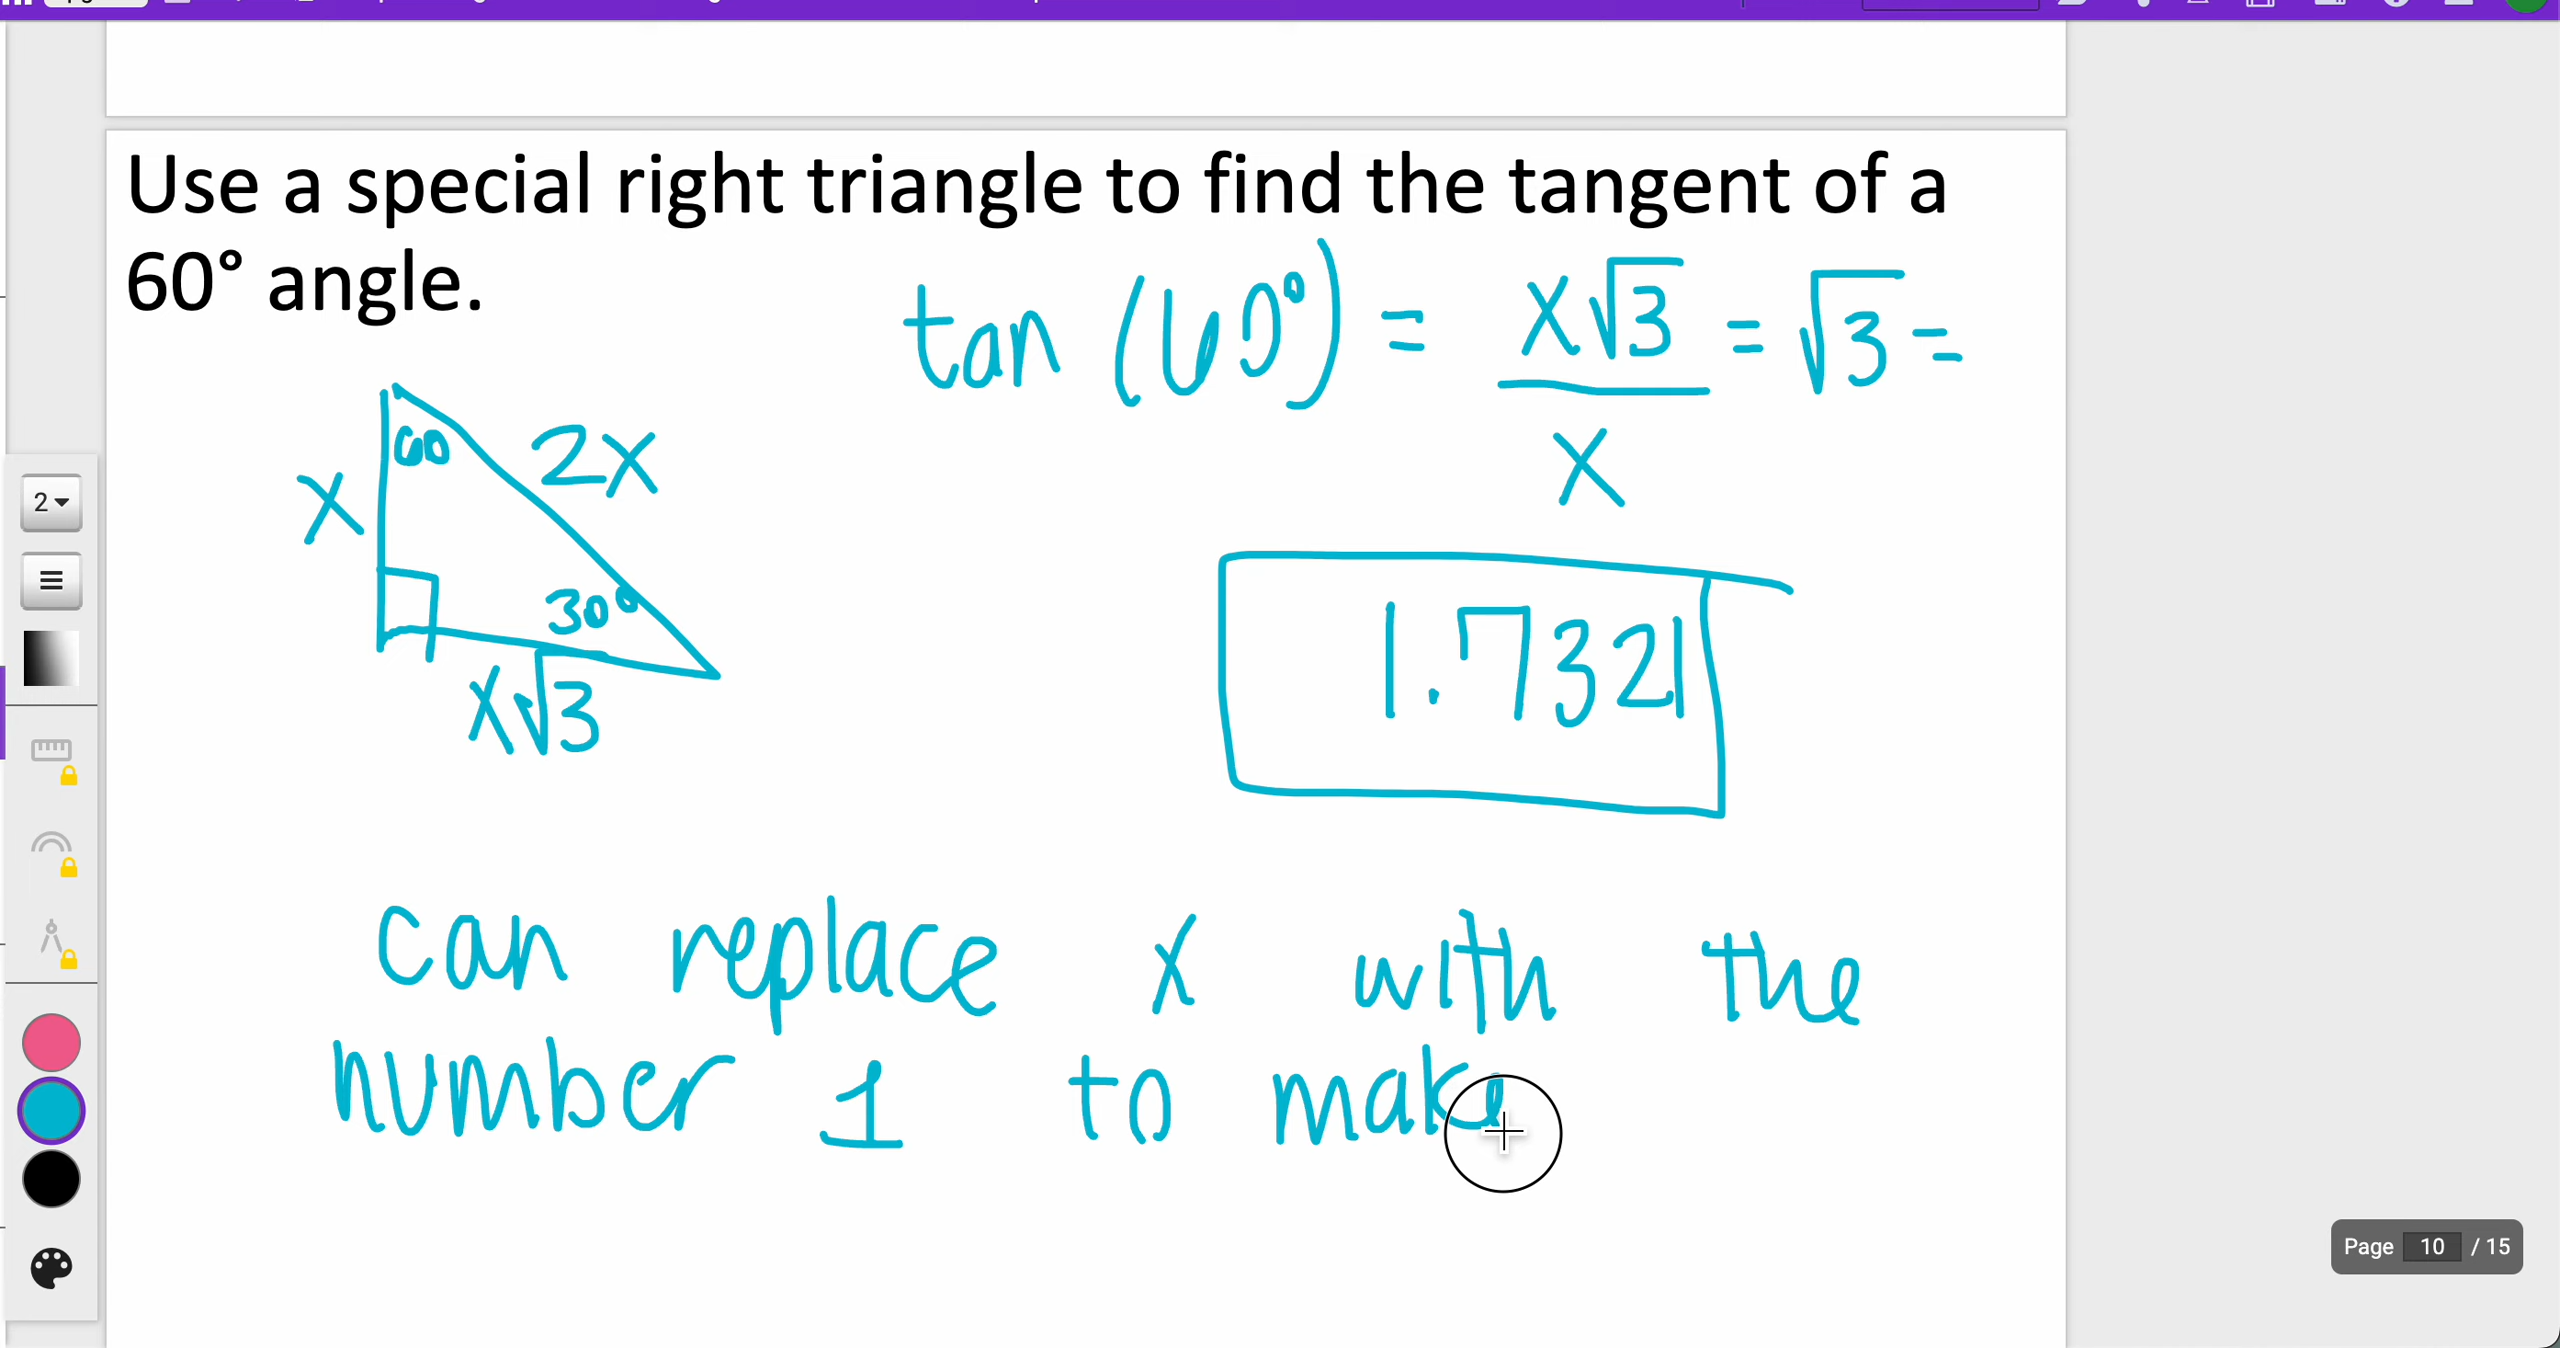 Use a special right triangle to find the tangent of a
60° angle.
tan (60°) = x√3 / x = √3 =
60
2x
x
30°
x√3
1.7321
can replace x with the
number 1 to make
2
Page 10 / 15